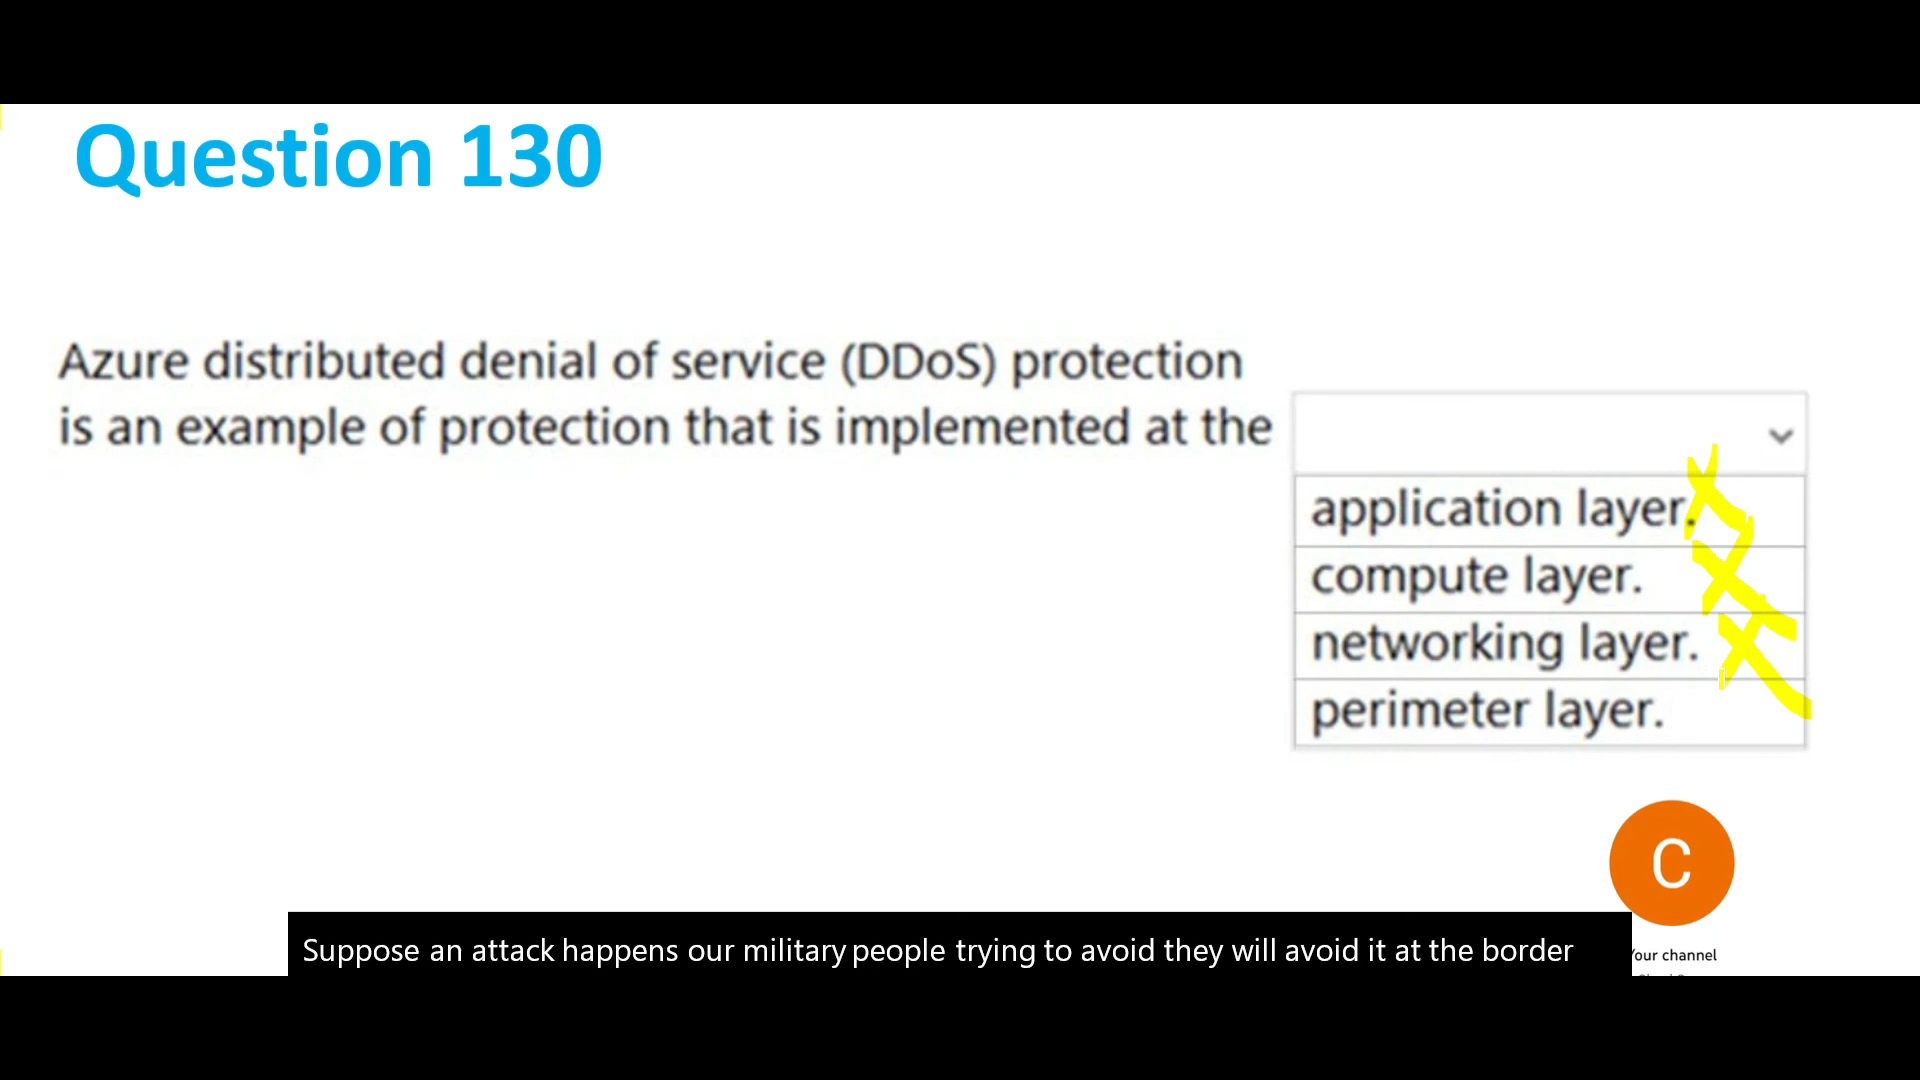 Question 130
Azure distributed denial of service (DDoS) protection
is an example of protection that is implemented at the
application layer.
compute layer.
networking layer.
perimeter layer.
C
Your channel
Suppose an attack happens our military people trying to avoid they will avoid it at the border